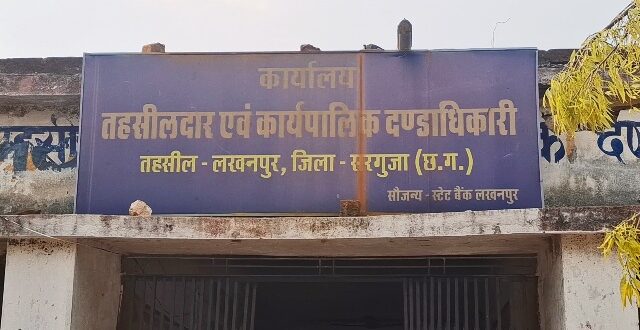 कार्यालय
तहसीलदार एवं कार्यपालिक दण्डाधिकारी
तहसील - लखनपुर, जिला - सरगुजा (छ.ग.)
सौजन्य - स्टेट बैंक लखनपुर